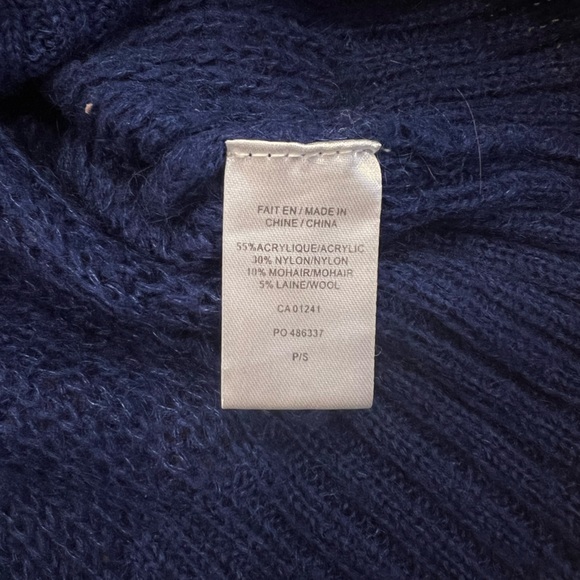 FAIT EN / MADE IN
CHINE / CHINA
55%ACRYLIQUE/ACRYLIC
30% NYLON/NYLON
10% MOHAIR/MOHAIR
5% LAINE/WOOL
CA 01241
PO 486337
P/S